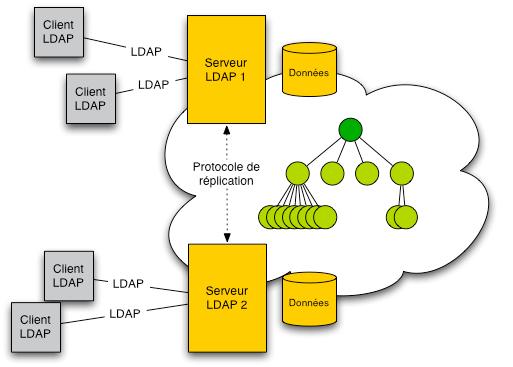 Client
LDAP
LDAP
Client
LDAP
LDAP
Serveur
LDAP 1
Données
Protocole de
réplication
Client
LDAP
LDAP
Client
LDAP
LDAP
Serveur
LDAP 2
Données